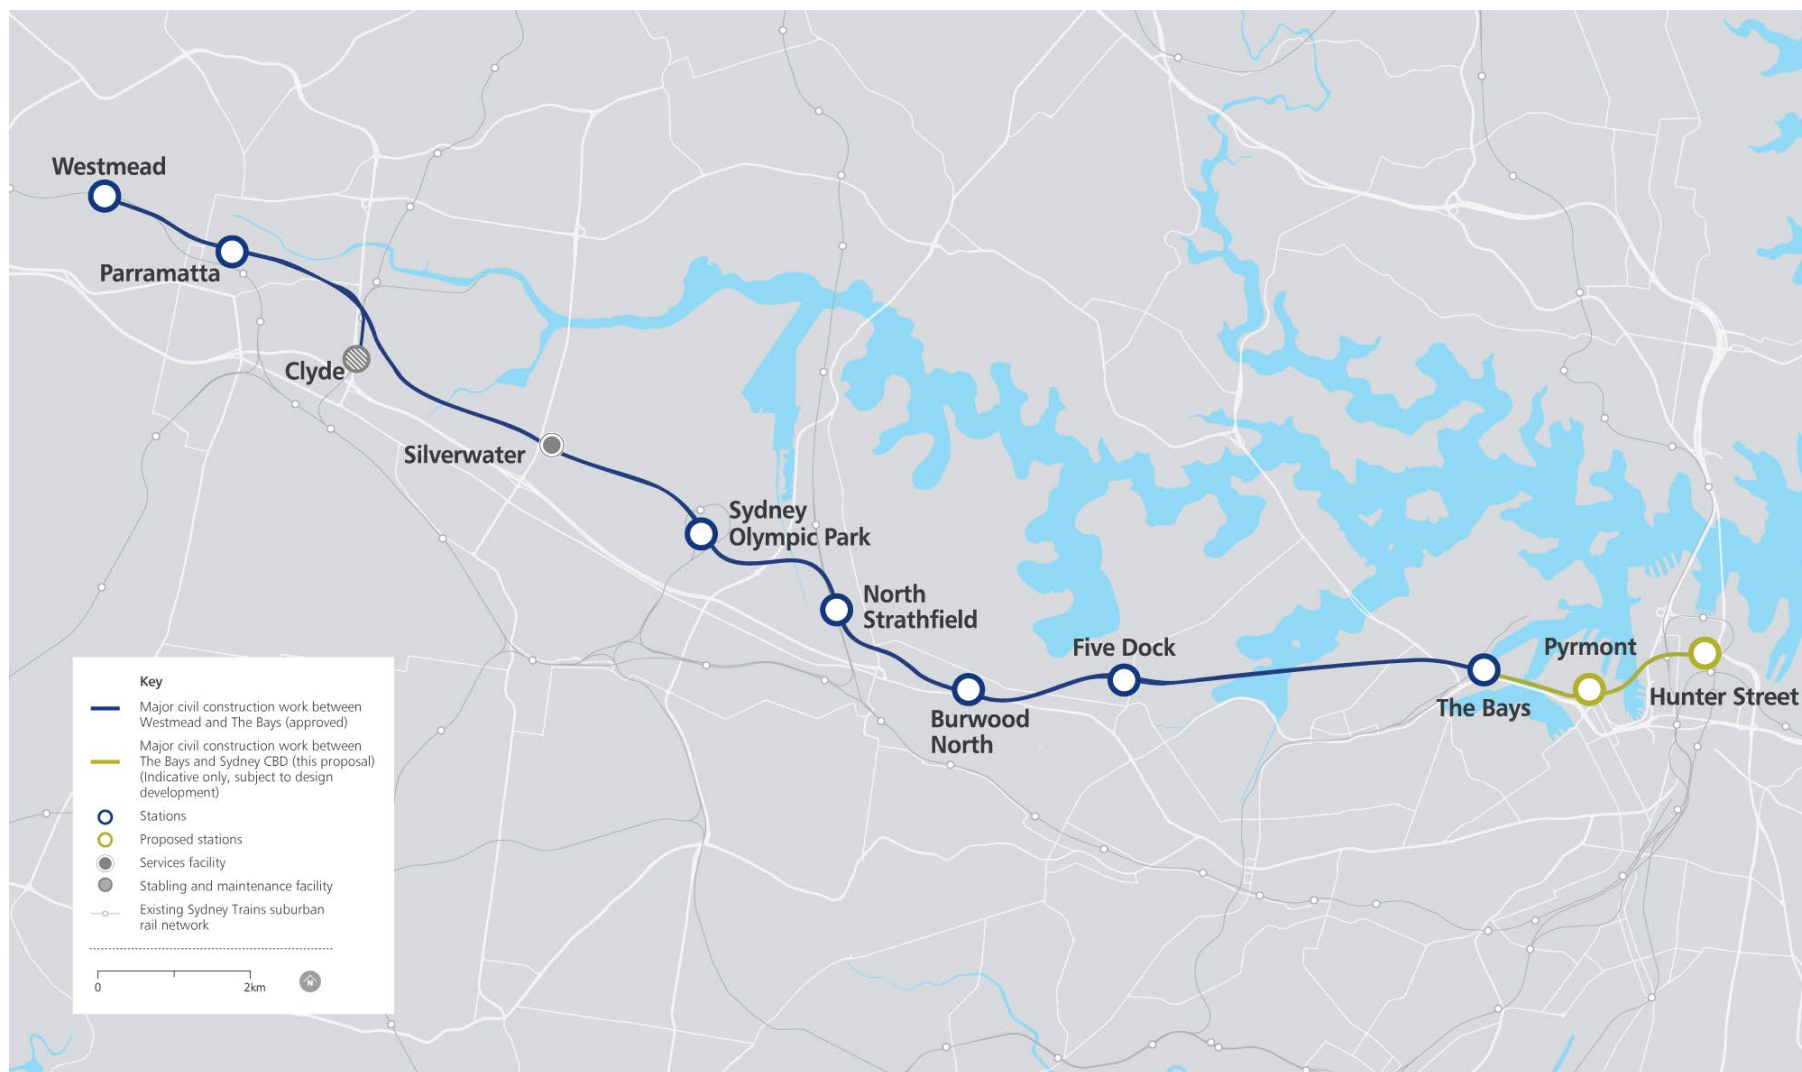 Westmead
Parramatta
Clyde
Silverwater
Sydney
Olympic Park
North
Strathfield
Five Dock
Burwood
North
Pyrmont
The Bays
Hunter Street
Key
Major civil construction work between
Westmead and The Bays (approved)
Major civil construction work between
The Bays and Sydney CBD (this proposal)
(Indicative only, subject to design
development)
Stations
Proposed stations
Services facility
Stabling and maintenance facility
Existing Sydney Trains suburban
rail network
0 2km
N